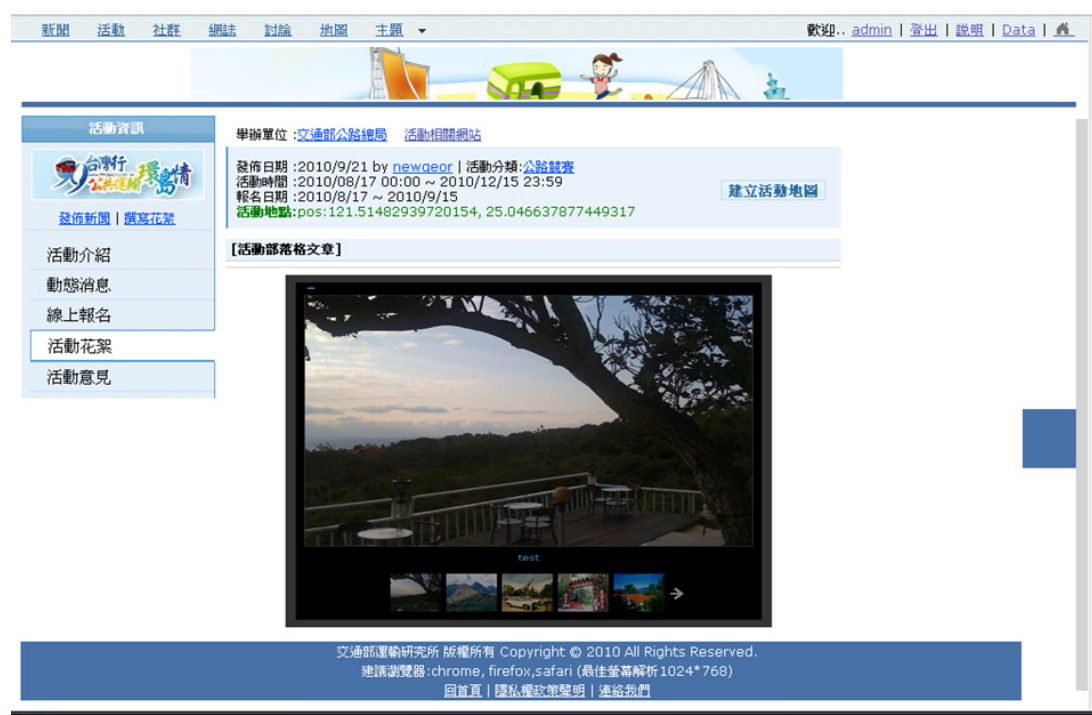 新聞 活動 社群 網誌 討論 地圖 主題 ▼ 歡迎.. admin | 登出 | 說明 | Data |
活動資訊
台灣行
公共運輸 環島情
發佈新聞 | 撰寫花絮
活動介紹
動態消息
線上報名
活動花絮
活動意見
舉辦單位 :交通部公路總局 活動相關網站
發佈日期 :2010/9/21 by newqeor | 活動分類:公路競賽
活動時間 :2010/08/17 00:00 ~ 2010/12/15 23:59
報名日期 :2010/8/17 ~ 2010/9/15
活動地點:pos:121.51482939720154, 25.046637877449317
建立活動地圖
[活動部落格文章]
test
交通部運輸研究所 版權所有 Copyright © 2010 All Rights Reserved.
建議瀏覽器:chrome, firefox,safari (最佳螢幕解析1024*768)
回首頁 | 隱私權政策聲明 | 連絡我們